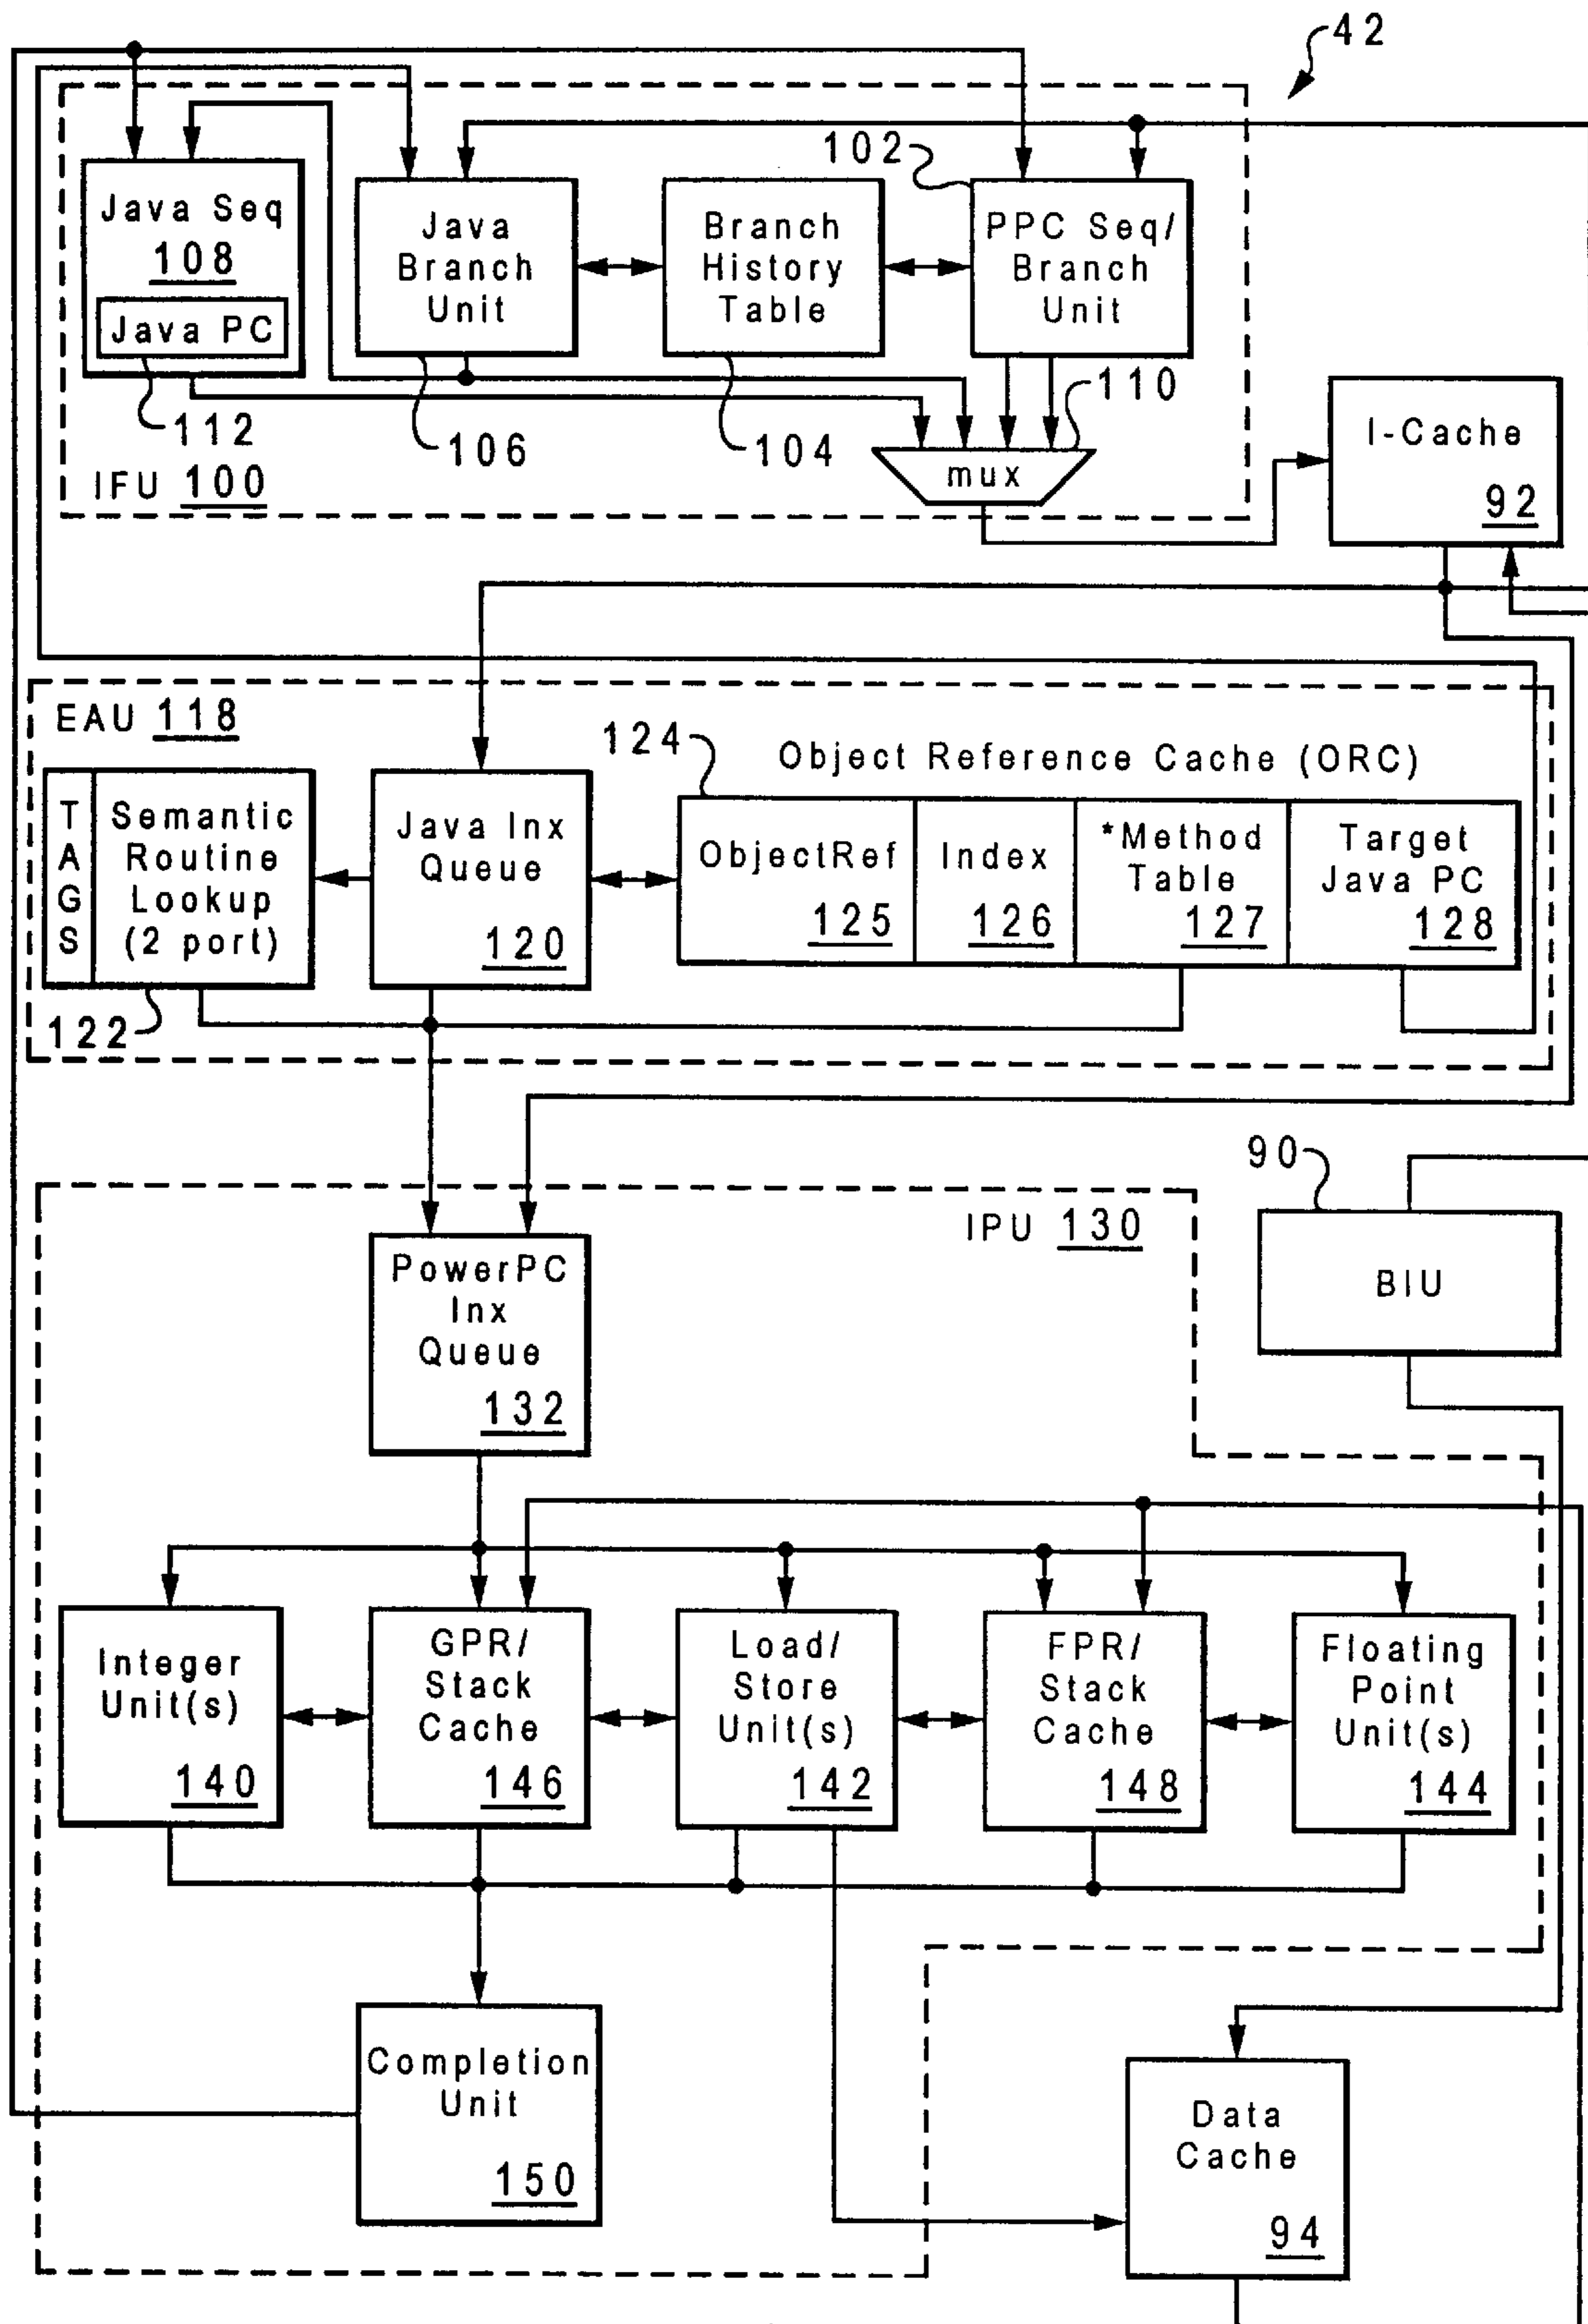 42
102
Java Seq
108
Java PC
Java
Branch
Unit
Branch
History
Table
PPC Seq/
Branch
Unit
112
106
104
110
mux
IFU 100
I-Cache
92
EAU 118
124
Object Reference Cache (ORC)
T
A
G
S
Semantic
Routine
Lookup
(2 port)
Java Inx
Queue
120
ObjectRef
125
Index
126
*Method
Table
127
Target
Java PC
128
122
90
IPU 130
BIU
PowerPC
Inx
Queue
132
Integer
Unit(s)
140
GPR/
Stack
Cache
146
Load/
Store
Unit(s)
142
FPR/
Stack
Cache
148
Floating
Point
Unit(s)
144
Completion
Unit
150
Data
Cache
94